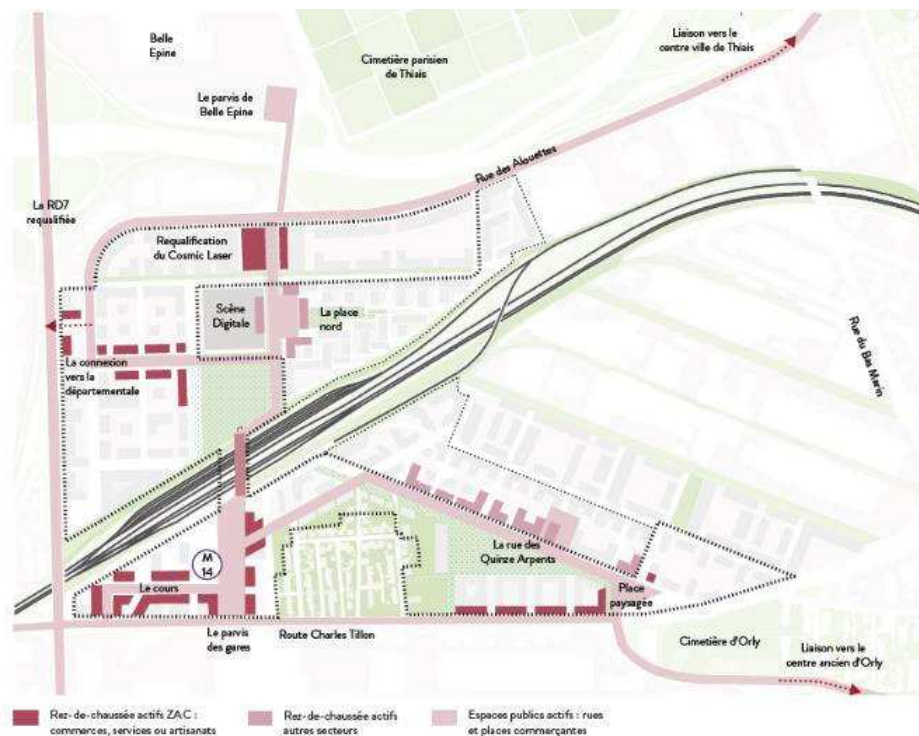 Belle
Epine
Cimetière parisien
de Thiais
Liaison vers le
centre ville de Thiais
Le parvis de
Belle Epine
Rue des Alouettes
La RD7
requalifiée
Requalification
du Cosmic Laser
Scène
Digitale
La place
nord
Rue du Bas Marin
La connexion
vers la
départementale
La rue des
Quinze Arpents
M
14
Le cours
Place
paysagée
Le parvis
des gares
Route Charles Tillon
Cimetière d'Orly
Liaison vers le
centre ancien d'Orly
Rez-de-chaussée actifs ZAC :
commerces, services ou artisanats
Rez-de-chaussée actifs
autres secteurs
Espaces publics actifs : rues
et places commerçantes